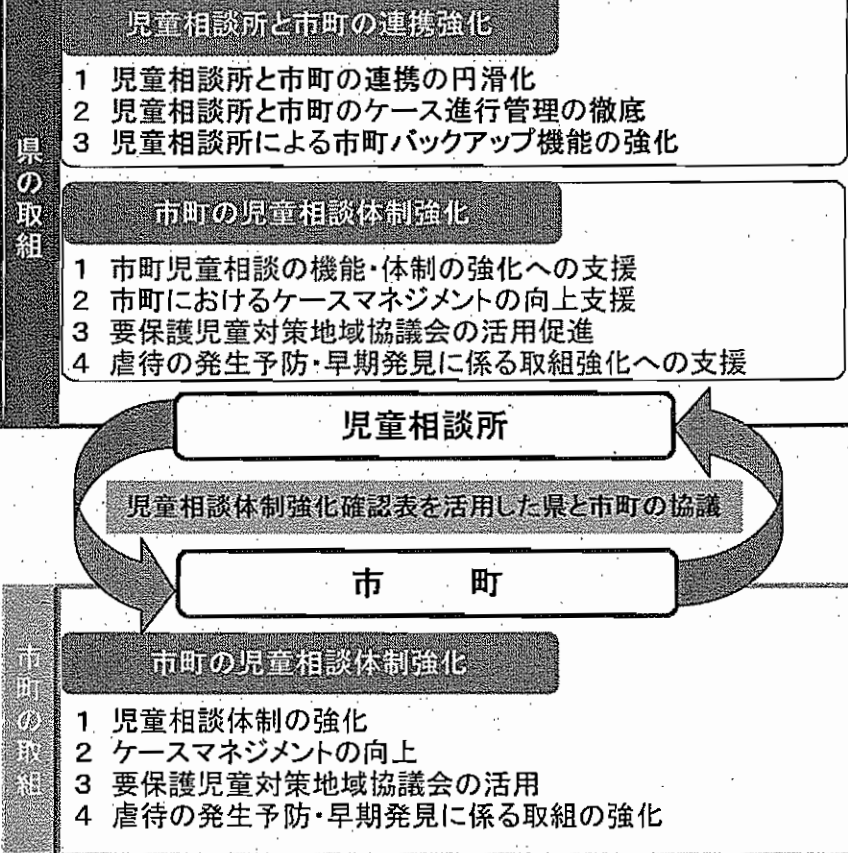 県の取組
児童相談所と市町の連携強化
1 児童相談所と市町の連携の円滑化
2 児童相談所と市町のケース進行管理の徹底
3 児童相談所による市町バックアップ機能の強化
市町の児童相談体制強化
1 市町児童相談の機能・体制の強化への支援
2 市町におけるケースマネジメントの向上支援
3 要保護児童対策地域協議会の活用促進
4 虐待の発生予防・早期発見に係る取組強化への支援
児童相談所
児童相談体制強化確認表を活用した県と市町の協議
市 町
市町の取組
市町の児童相談体制強化
1 児童相談体制の強化
2 ケースマネジメントの向上
3 要保護児童対策地域協議会の活用
4 虐待の発生予防・早期発見に係る取組の強化